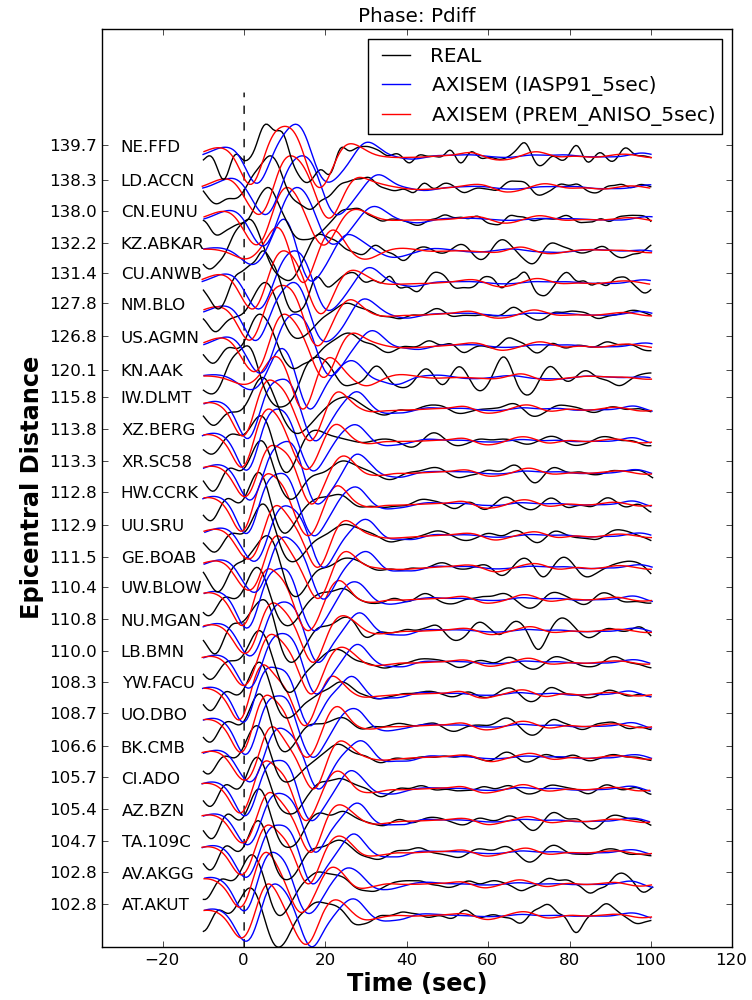 Phase: Pdiff
REAL
AXISEM (IASP91_5sec)
AXISEM (PREM_ANISO_5sec)
Epicentral Distance
139.7 NE.FFD
138.3 LD.ACCN
138.0 CN.EUNU
132.2 KZ.ABKAR
131.4 CU.ANWB
127.8 NM.BLO
126.8 US.AGMN
120.1 KN.AAK
115.8 IW.DLMT
113.8 XZ.BERG
113.3 XR.SC58
112.8 HW.CCRK
112.9 UU.SRU
111.5 GE.BOAB
110.4 UW.BLOW
110.8 NU.MGAN
110.0 LB.BMN
108.3 YW.FACU
108.7 UO.DBO
106.6 BK.CMB
105.7 CI.ADO
105.4 AZ.BZN
104.7 TA.109C
102.8 AV.AKGG
102.8 AT.AKUT
−20 0 20 40 60 80 100 120
Time (sec)